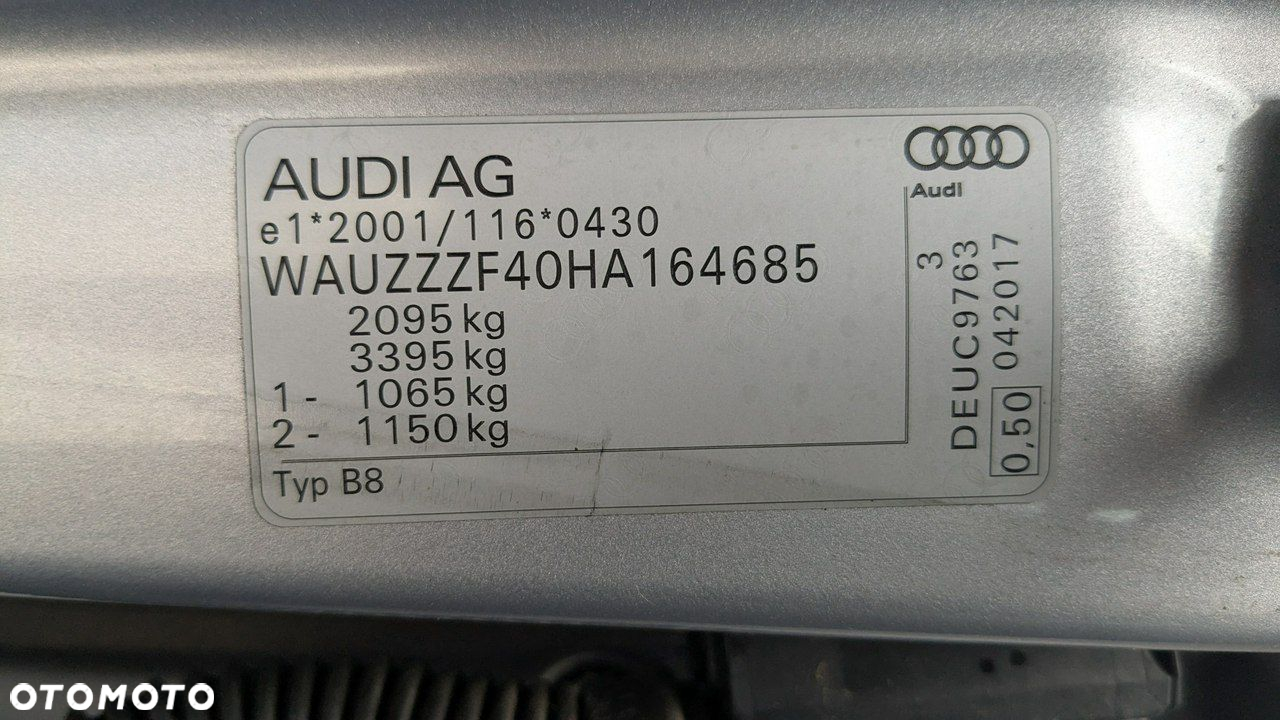 AUDI AG
e1*2001/116*0430
WAUZZZF40HA164685
2095 kg
3395 kg
1 - 1065 kg
2 - 1150 kg
Typ B8
Audi
3
DEUC9763
0,50 042017
OTOMOTO